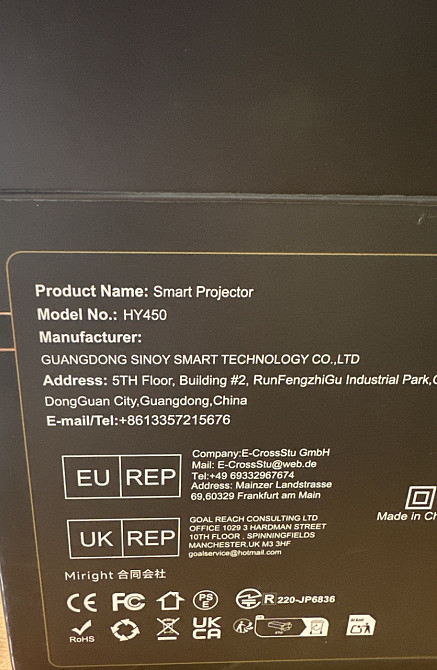 Product Name: Smart Projector
Model No.: HY450
Manufacturer:
GUANGDONG SINOY SMART TECHNOLOGY CO.,LTD
Address: 5TH Floor, Building #2, RunFengzhiGu Industrial Park,
DongGuan City,Guangdong,China
E-mail/Tel:+8613357215676
EU REP
Company:E-CrossStu GmbH
Mail: E-CrossStu@web.de
Tel:+49 69332967674
Address: Mainzer Landstrasse
69,60329 Frankfurt am Main
UK REP
GOAL REACH CONSULTING LTD
OFFICE 1029 3 HARDMAN STREET
10TH FLOOR , SPINNINGFIELDS
MANCHESTER,UK M3 3HF
goalservice@hotmail.com
Made in Ch
Miright 合同会社
CE FC PS E R 220-JP6836
RoHS UK CA